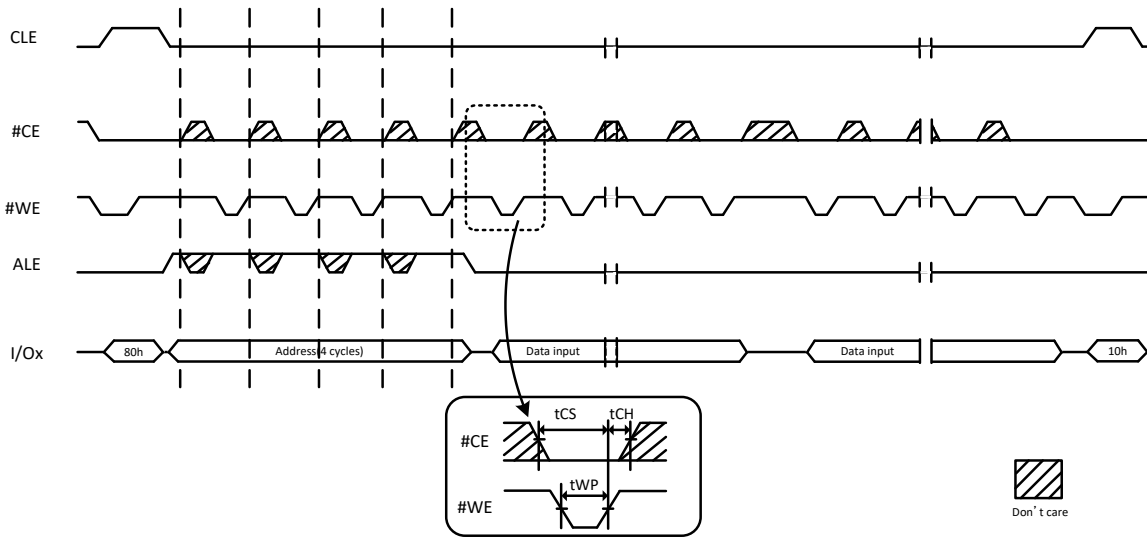 CLE
#CE
#WE
ALE
I/Ox
80h
Address(4 cycles)
Data input
Data input
10h
tCS
tCH
#CE
tWP
#WE
Don't care